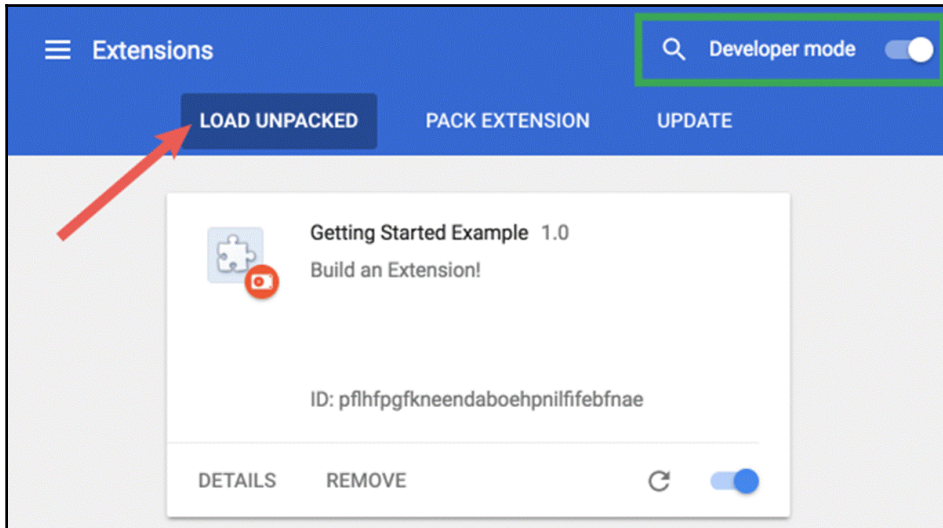 Extensions
Developer mode
LOAD UNPACKED
PACK EXTENSION
UPDATE
Getting Started Example 1.0
Build an Extension!
ID: pflhfpgfkneendaboehpnilfifebfnae
DETAILS
REMOVE